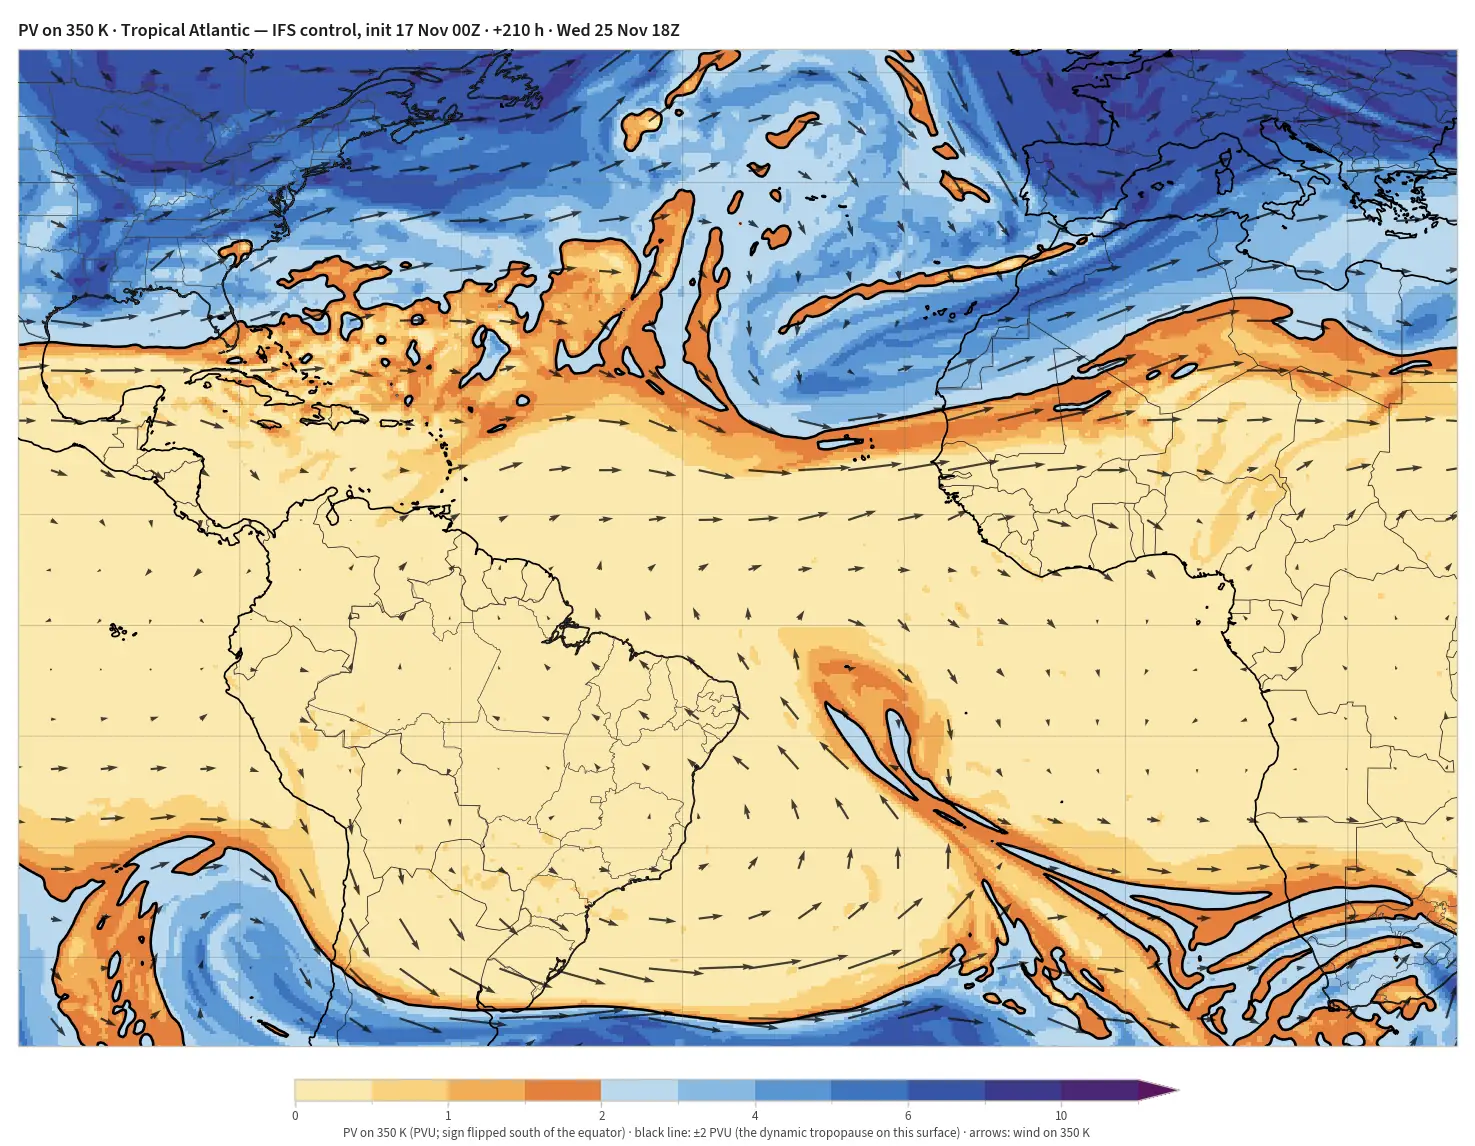 PV on 350 K · Tropical Atlantic — IFS control, init 17 Nov 00Z · +210 h · Wed 25 Nov 18Z
0 1 2 4 6 10
PV on 350 K (PVU; sign flipped south of the equator) · black line: ±2 PVU (the dynamic tropopause on this surface) · arrows: wind on 350 K